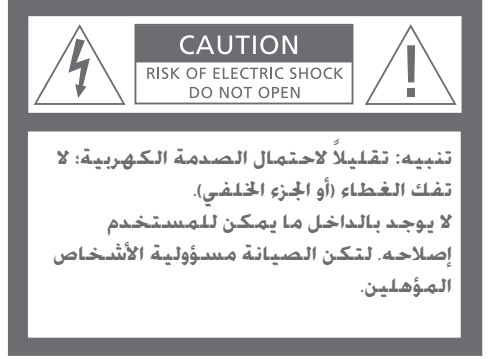 CAUTION
RISK OF ELECTRIC SHOCK
DO NOT OPEN
تنبيه: تقليلاً لاحتمال الصدمة الكهربية؛ لا
تفك الغطاء (أو الجزء الخلفي).
لا يوجد بالداخل ما يمكن للمستخدم
إصلاحه. لتكن الصيانة مسؤولية الأشخاص
المؤهلين.